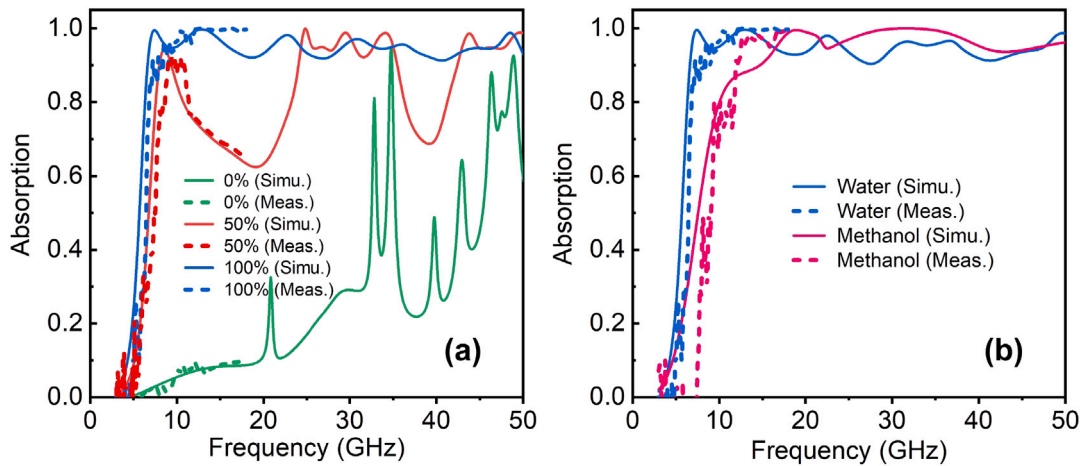 1.0
0.8
0.6
0.4
0.2
0.0
Absorption
0% (Simu.)
0% (Meas.)
50% (Simu.)
50% (Meas.)
100% (Simu.)
100% (Meas.)
(a)
0 10 20 30 40 50
Frequency (GHz)
1.0
0.8
0.6
0.4
0.2
0.0
Absorption
Water (Simu.)
Water (Meas.)
Methanol (Simu.)
Methanol (Meas.)
(b)
0 10 20 30 40 50
Frequency (GHz)